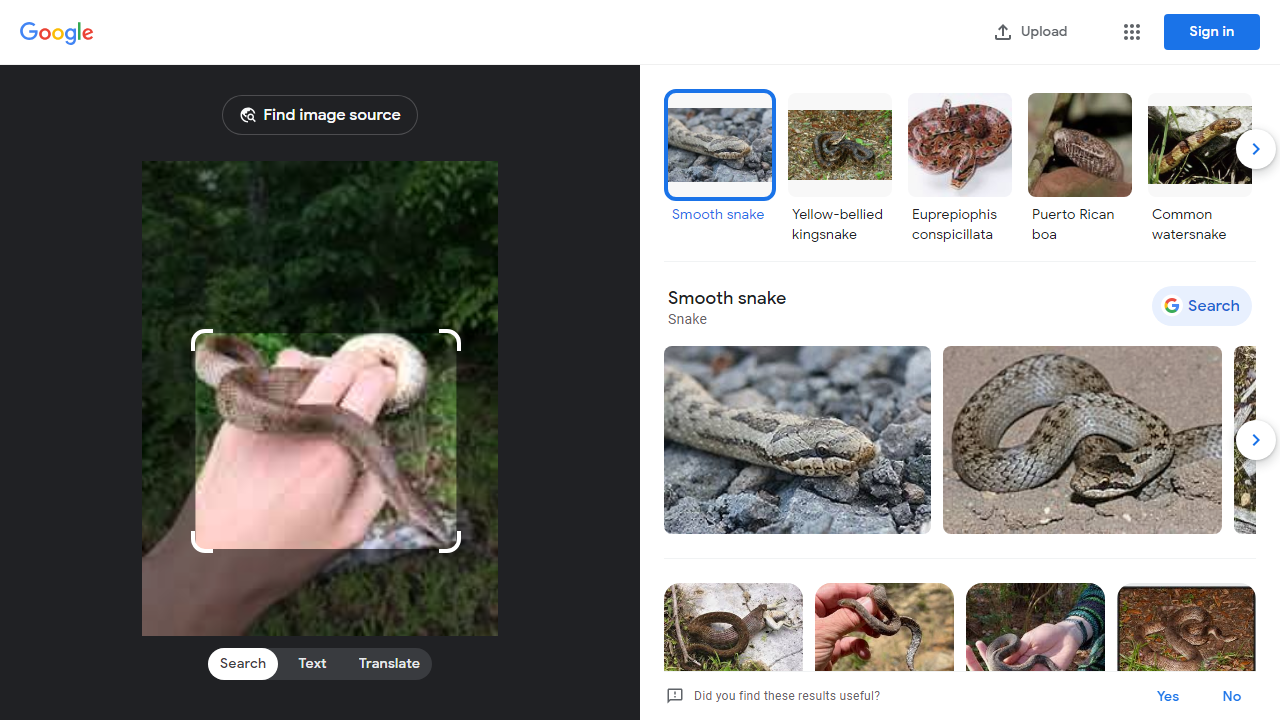 Google
Upload
Sign in
Find image source
Smooth snake
Yellow-bellied
kingsnake
Euprepiophis
conspicillata
Puerto Rican
boa
Common
watersnake
Smooth snake
Snake
Search
Search
Text
Translate
Did you find these results useful?
Yes
No